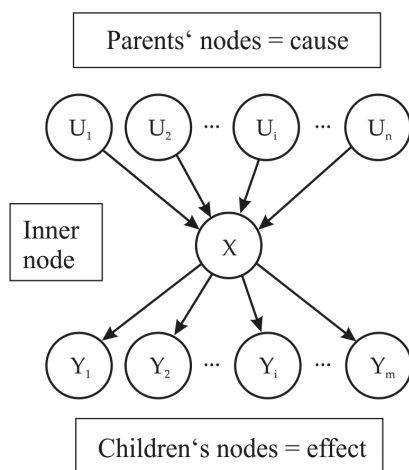 Parents‘ nodes = cause
U1 U2 ... Ui ... Un
Inner
node
X
Y1 Y2 ... Yi ... Ym
Children‘s nodes = effect